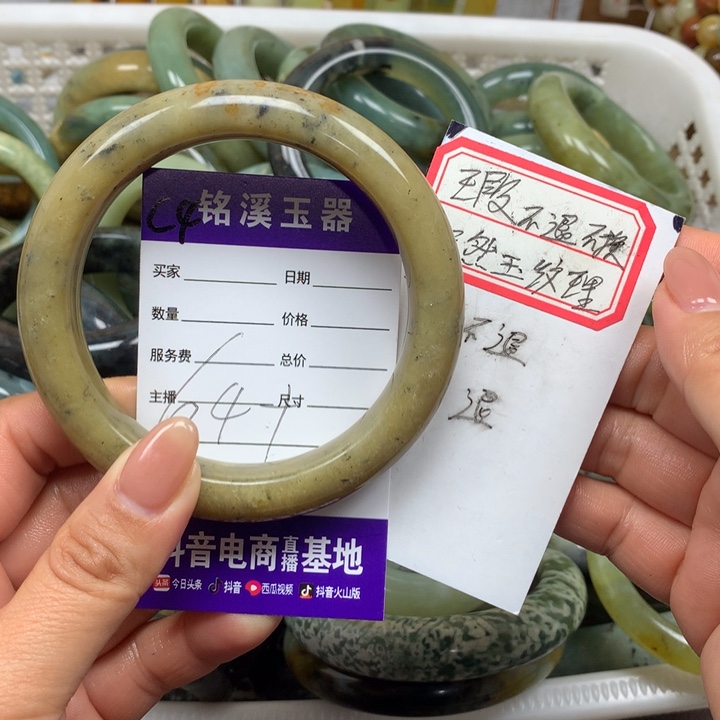 C4 铭溪玉器
买家 日期
数量 价格
服务费 总价
主播 尺寸
64-1
抖音电商直播基地
头条 今日头条 抖音 西瓜视频 抖音火山版
瑕不退不换
然玉纹理
不退
退